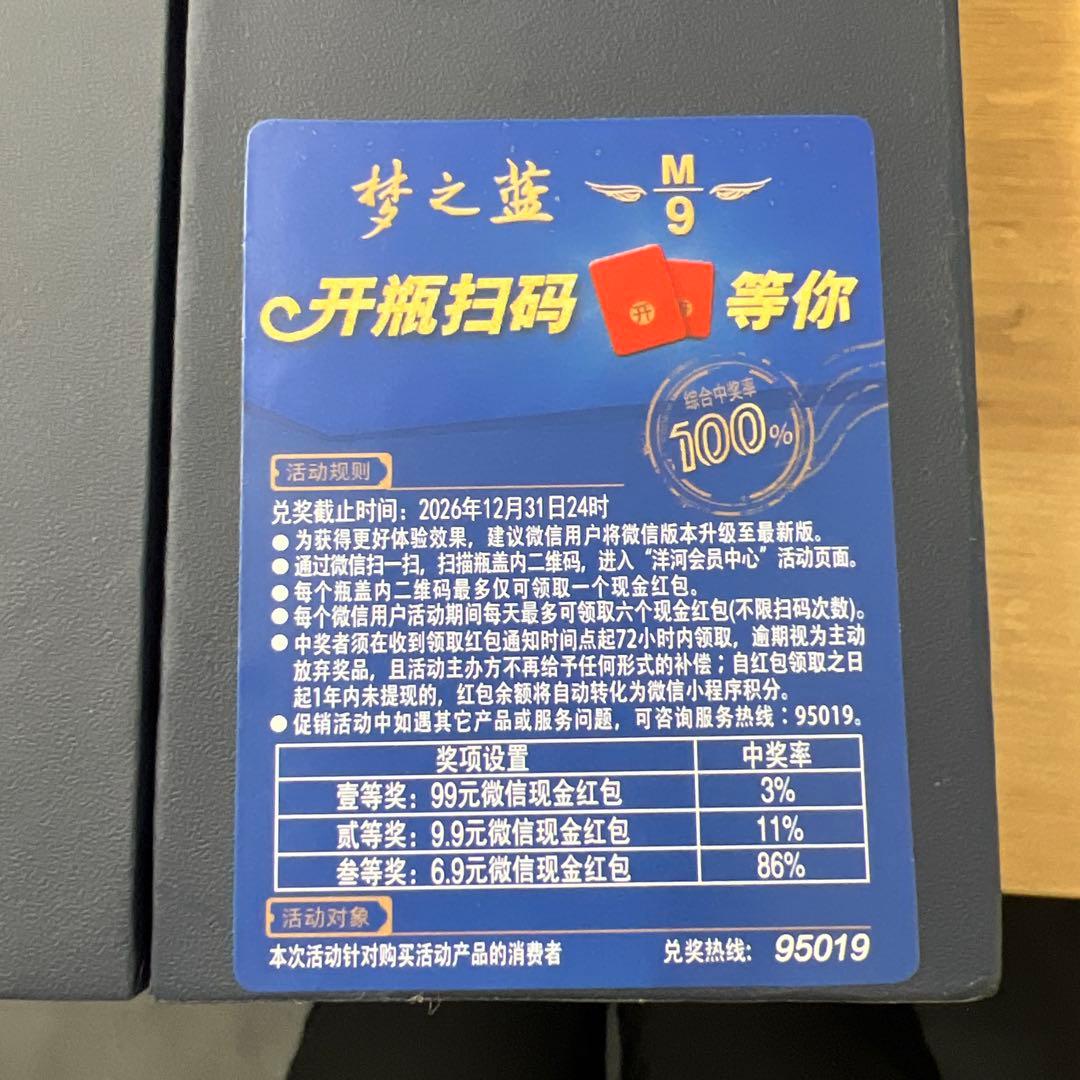 梦之蓝 M9
开瓶扫码 开 等你
综合中奖率
100%
活动规则
兑奖截止时间：2026年12月31日24时
●为获得更好体验效果，建议微信用户将微信版本升级至最新版。
●通过微信扫一扫，扫描瓶盖内二维码，进入“洋河会员中心”活动页面。
●每个瓶盖内二维码最多仅可领取一个现金红包。
●每个微信用户活动期间每天最多可领取六个现金红包(不限扫码次数)。
●中奖者须在收到领取红包通知时间点起72小时内领取，逾期视为主动
放弃奖品，且活动主办方不再给予任何形式的补偿；自红包领取之日
起1年内未提现的，红包余额将自动转化为微信小程序积分。
●促销活动中如遇其它产品或服务问题，可咨询服务热线：95019。
奖项设置 中奖率
壹等奖：99元微信现金红包 3%
贰等奖：9.9元微信现金红包 11%
叁等奖：6.9元微信现金红包 86%
活动对象
本次活动针对购买活动产品的消费者 兑奖热线：95019